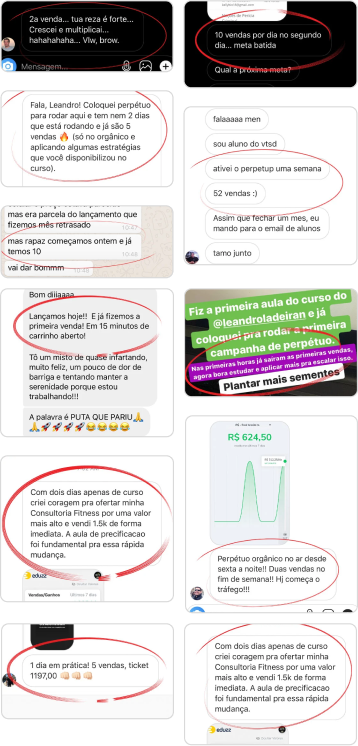 2a venda... tua reza é forte...
Crescei e multiplicai...
hahahahaha... Vlw, brow.
Mensagem...
Fala, Leandro! Coloquei perpétuo
para rodar aqui e tem nem 2 dias
que está rodando e já são 5
vendas 🔥 (só no orgânico e
aplicando algumas estratégias
que você disponibilizou no
curso).
mas era parcela do lançamento que
fizemos mês retrasado
10:47
mas rapaz começamos ontem e já
temos 10
10:48
vai dar bommm
10:48
Bom diiiaaaa
Lançamos hoje!! E já fizemos a
primeira venda! Em 15 minutos de
carrinho aberto!
Tô um misto de quase infartando,
muito feliz, um pouco de dor de
barriga e tentando manter a
serenidade porque estou
trabalhando!!!
A palavra é PUTA QUE PARIU🙏
🙏🚀🚀🚀🚀😂😂😂😂
Com dois dias apenas de curso
criei coragem pra ofertar minha
Consultoria Fitness por uma valor
mais alto e vendi 1.5k de forma
imediata. A aula de precificacao
foi fundamental pra essa rápida
mudança.
eduzz
Vendas/Ganhos
Últimos 7 dias
1 dia em prática! 5 vendas, ticket
1197,00 👊🏻👊🏻👊🏻
10 vendas por dia no segundo
dia... meta batida
Qual a próximo meta?
falaaaaa men
sou aluno do vtsd
ativei o perpetup uma semana
52 vendas :)
Assim que fechar um mes, eu
mando para o email de alunos
tamo junto
Fiz a primeira aula do curso do
@leandroladeiran e já
coloquei pra rodar a primeira
campanha de perpétuo.
Nas primeiras horas já saíram as primeiras vendas,
agora bora estudar e aplicar mais pra escalar isso.
Plantar mais sementes
R$ 624,50
Perpétuo orgânico no ar desde
sexta a noite!! Duas vendas no
fim de semana!! Hj começa o
tráfego!!!
Com dois dias apenas de curso
criei coragem pra ofertar minha
Consultoria Fitness por uma valor
mais alto e vendi 1.5k de forma
imediata. A aula de precificacao
foi fundamental pra essa rápida
mudança.
eduzz